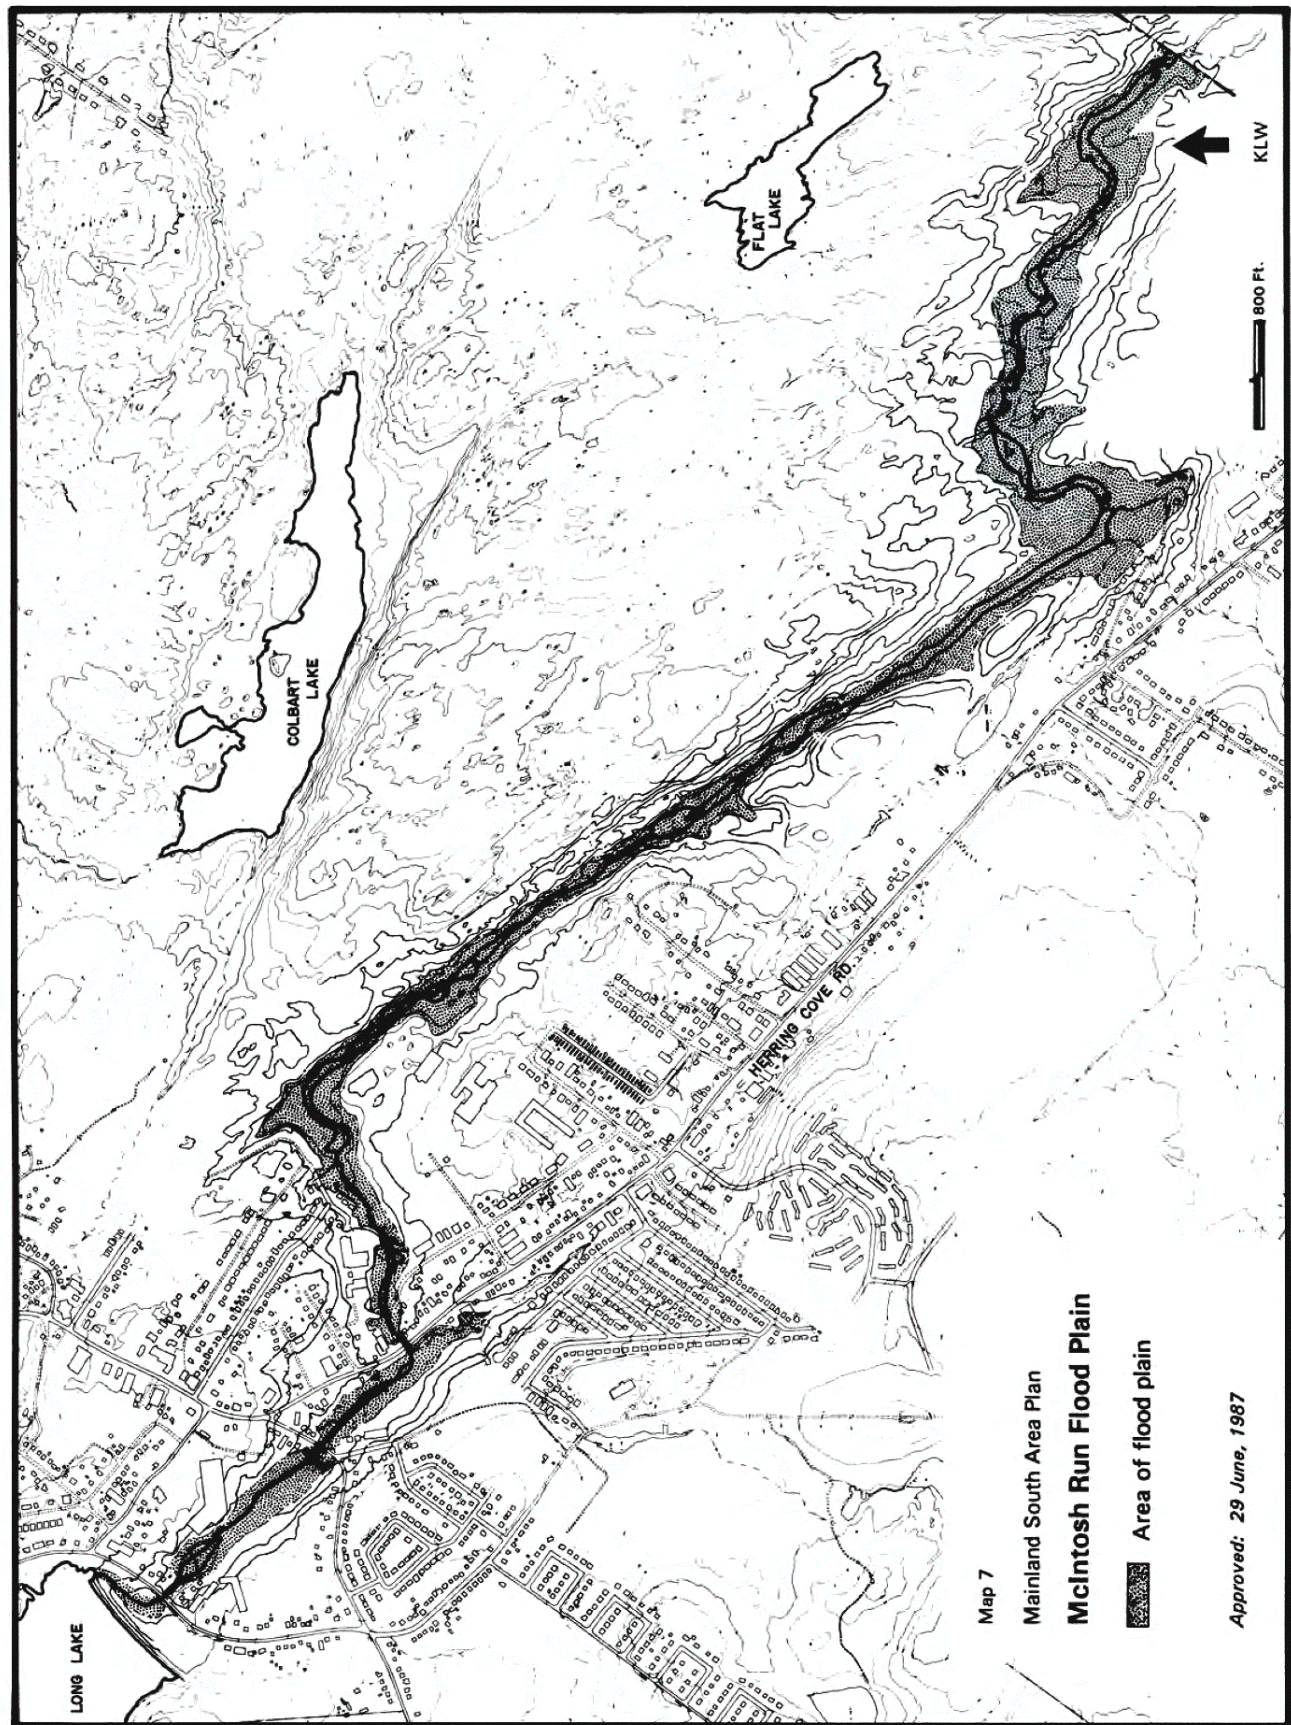 Map 7
Mainland South Area Plan
McIntosh Run Flood Plain
Area of flood plain
Approved: 29 June, 1987
LONG LAKE
COLBART
LAKE
FLAT
LAKE
HERRING COVE RD.
800 Ft.
KLW